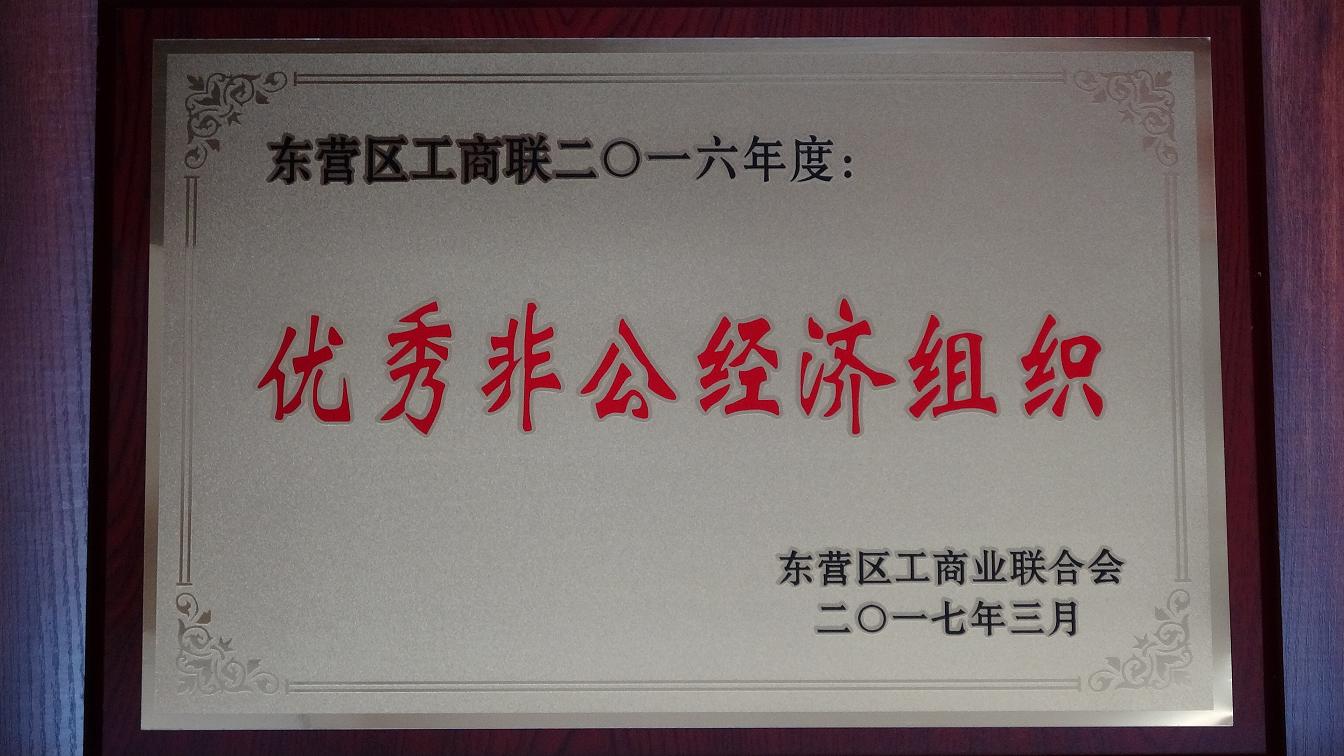 东营区工商联二〇一六年度：
优秀非公经济组织
东营区工商业联合会
二〇一七年三月